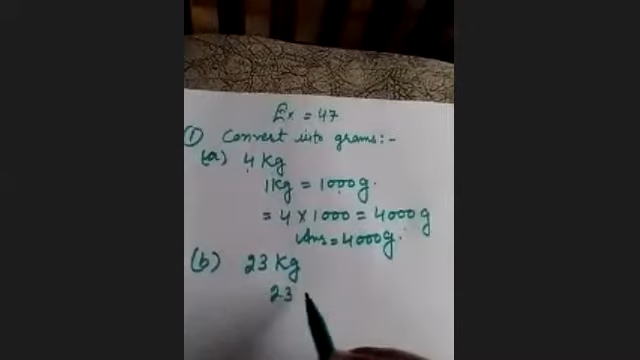 Ex = 47
① Convert into grams:-
(a) 4 Kg
1Kg = 1000g.
= 4 × 1000 = 4000 g
Ans = 4000g.
(b) 23 Kg
23